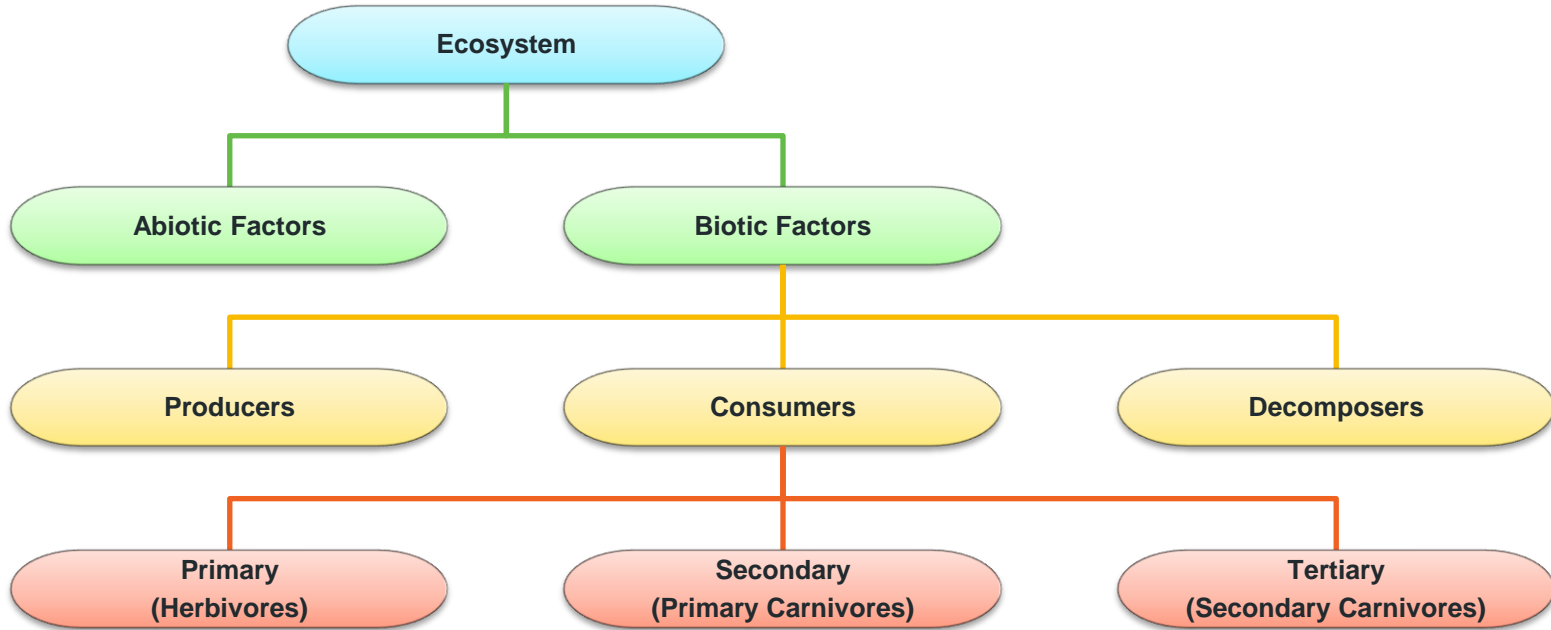 Ecosystem
Abiotic Factors
Biotic Factors
Producers
Consumers
Decomposers
Primary
(Herbivores)
Secondary
(Primary Carnivores)
Tertiary
(Secondary Carnivores)